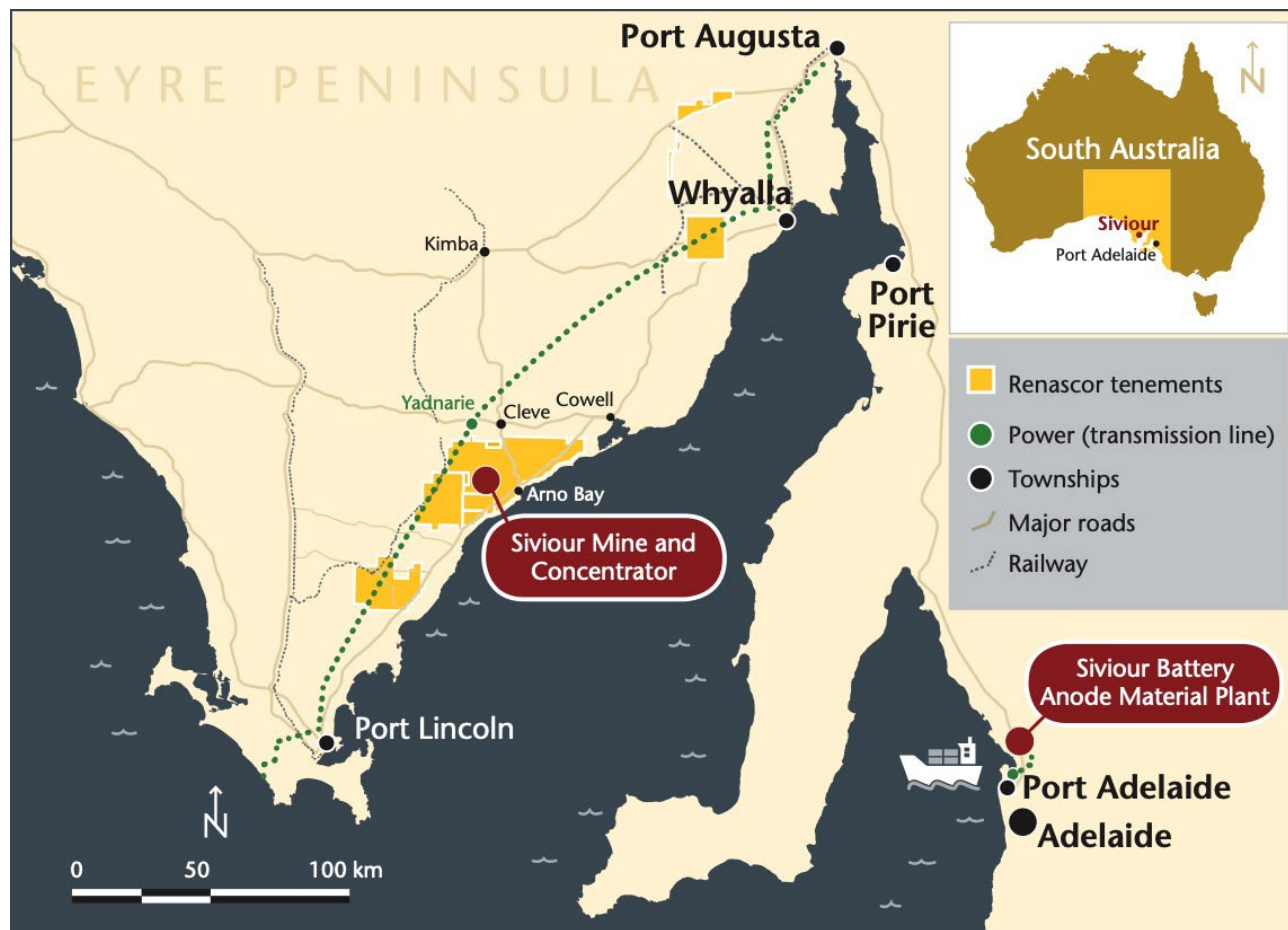 Port Augusta
EYRE PENINSULA
N
South Australia
Siviour
Port Adelaide
Whyalla
Kimba
Port
Pirie
Renascor tenements
Power (transmission line)
Townships
Major roads
Railway
Yadnarie
Cleve
Cowell
Arno Bay
Siviour Mine and
Concentrator
Siviour Battery
Anode Material Plant
Port Lincoln
Port Adelaide
Adelaide
N
0 50 100 km